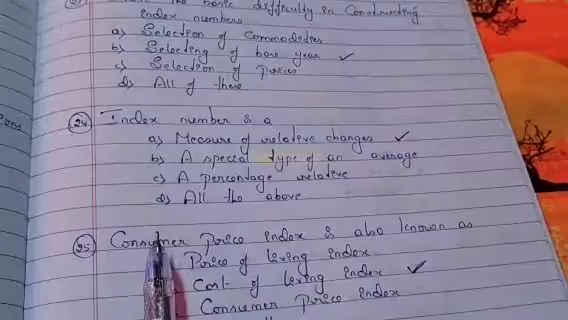 the basic difficulty in Constructing
index numbers
a) Selection of Commodities
b) Selecting of base year ✓
c) Selection of Prices
d) All of these
24 Index number is a
a) Measure of relative changes ✓
b) A special type of an average
c) A percentage relative
d) All the above
25 Consumer Price index is also known as
Price of living index
Cost of living index ✓
Consumer Price index